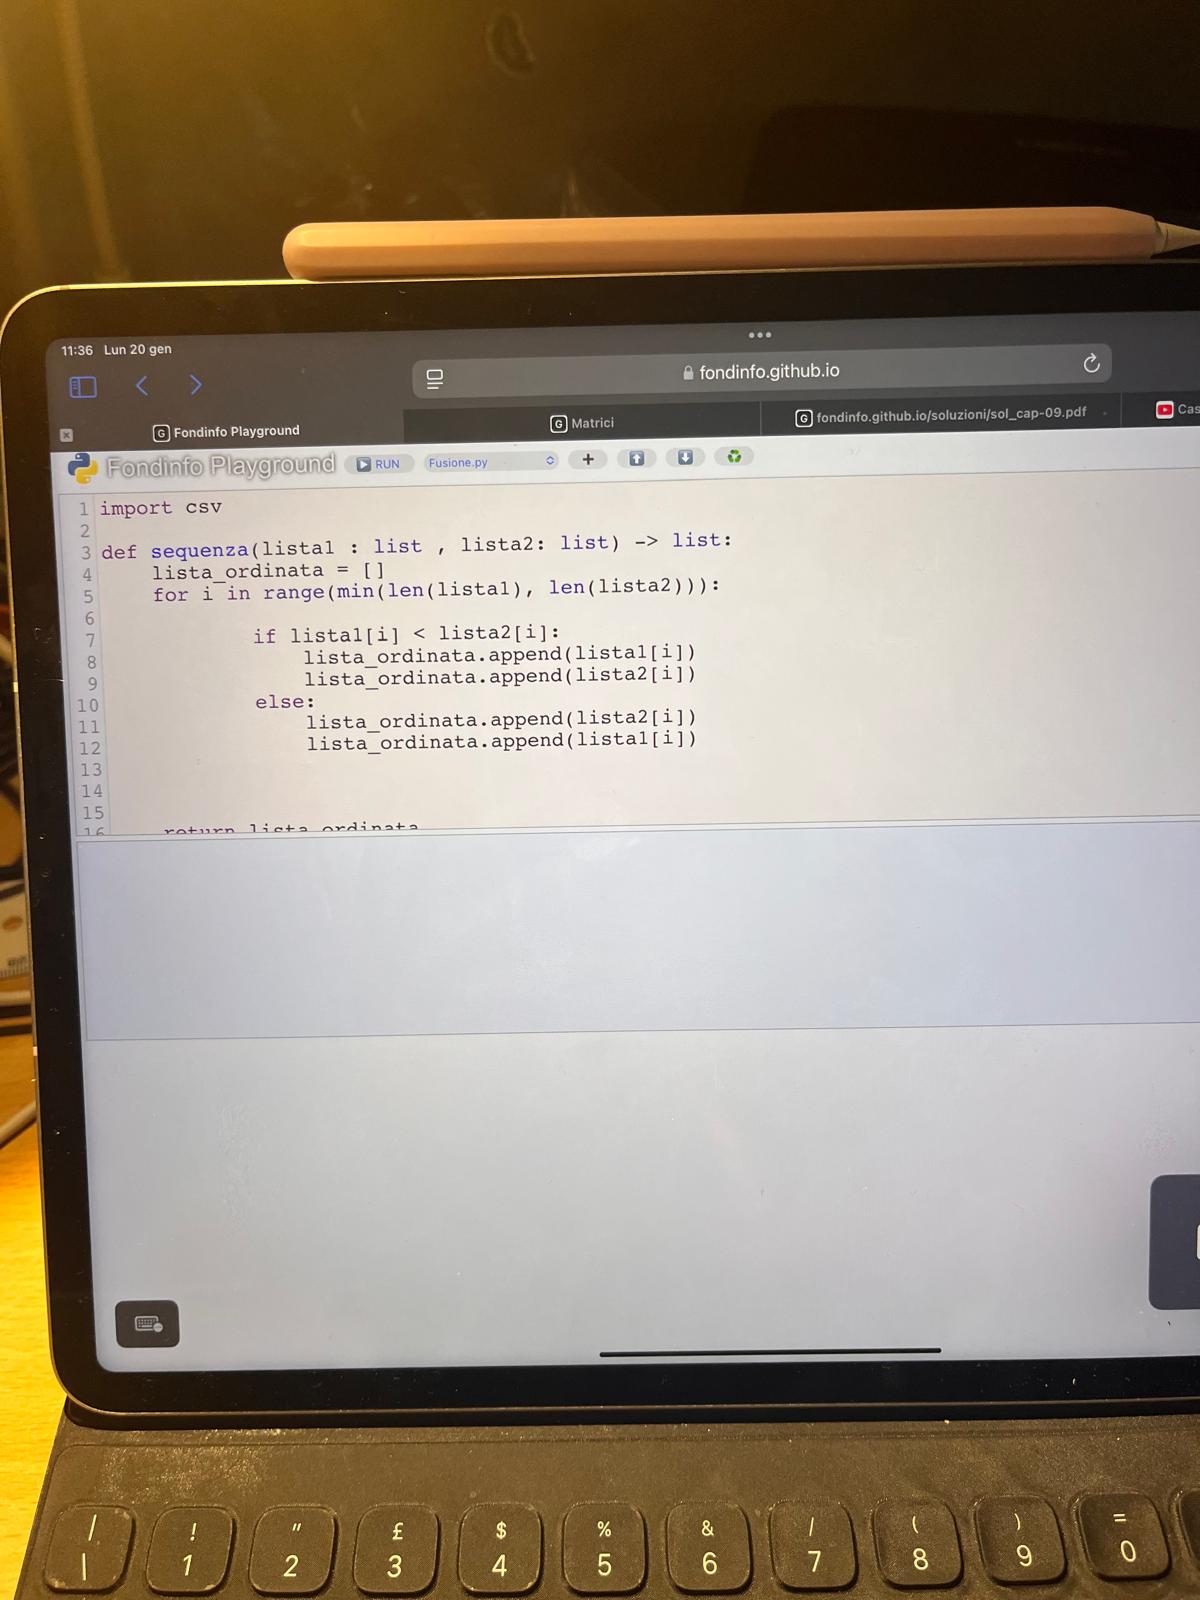 11:36 Lun 20 gen
fondinfo.github.io
Fondinfo Playground
Matrici
fondinfo.github.io/soluzioni/sol_cap-09.pdf
Cas
Fondinfo Playground
RUN
Fusione.py
+
1 import csv
2
3 def sequenza(lista1 : list , lista2: list) -> list:
4 lista_ordinata = []
5 for i in range(min(len(lista1), len(lista2))):
6
7 if lista1[i] < lista2[i]:
8 lista_ordinata.append(lista1[i])
9 lista_ordinata.append(lista2[i])
10 else:
11 lista_ordinata.append(lista2[i])
12 lista_ordinata.append(lista1[i])
13
14
15
16 return lista_ordinata
/ ! " £ $ % & / ( ) =
| 1 2 3 4 5 6 7 8 9 0